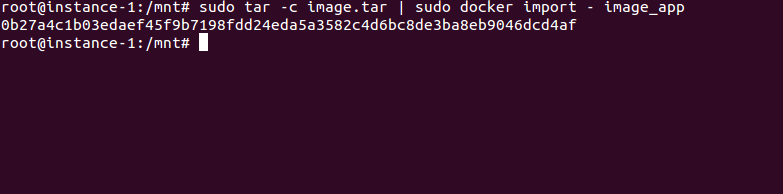 root@instance-1:/mnt# sudo tar -c image.tar | sudo docker import - image_app
0b27a4c1b03edaef45f9b7198fdd24eda5a3582c4d6bc8de3ba8eb9046dcd4af
root@instance-1:/mnt#